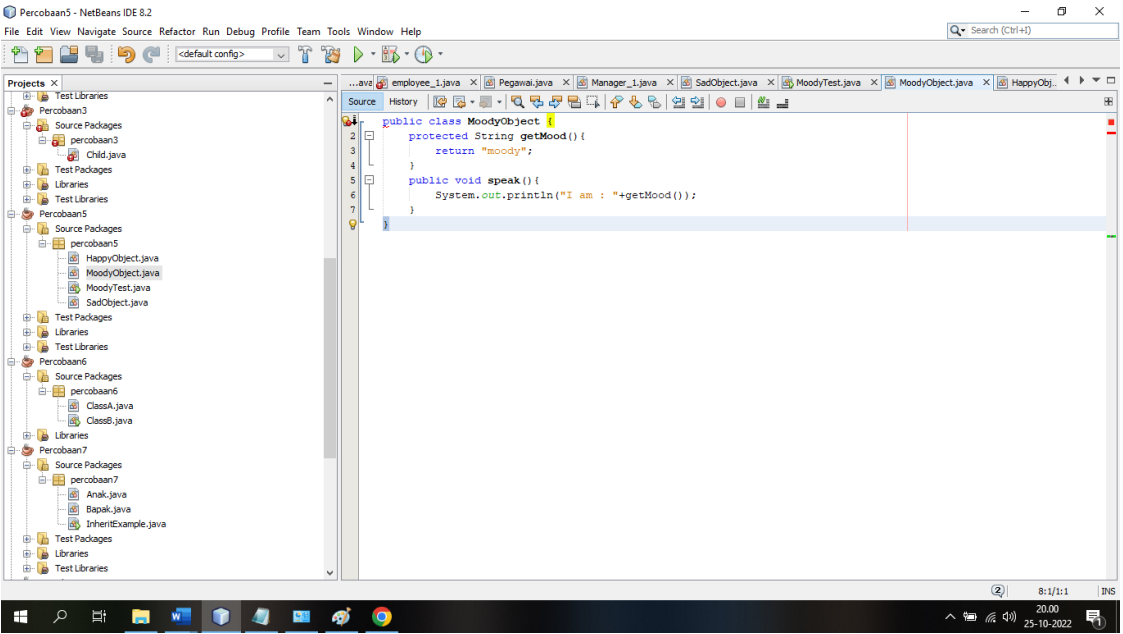 Percobaan5 - NetBeans IDE 8.2
File Edit View Navigate Source Refactor Run Debug Profile Team Tools Window Help
Search (Ctrl+I)
<default config>
Projects
Test Libraries
Percobaan3
Source Packages
percobaan3
Child.java
Test Packages
Libraries
Test Libraries
Percobaan5
Source Packages
percobaan5
HappyObject.java
MoodyObject.java
MoodyTest.java
SadObject.java
Test Packages
Libraries
Test Libraries
Percobaan6
Source Packages
percobaan6
ClassA.java
ClassB.java
Libraries
Percobaan7
Source Packages
percobaan7
Anak.java
Bapak.java
InheritExample.java
Test Packages
Libraries
Test Libraries
...ava employee_1.java Pegawai.java Manager_1.java SadObject.java MoodyTest.java MoodyObject.java HappyObj..
Source History
public class MoodyObject {
2 protected String getMood(){
3 return "moody";
4 }
5 public void speak(){
6 System.out.println("I am : "+getMood());
7 }
}
2 8:1/1:1 INS
20.00
25-10-2022
1